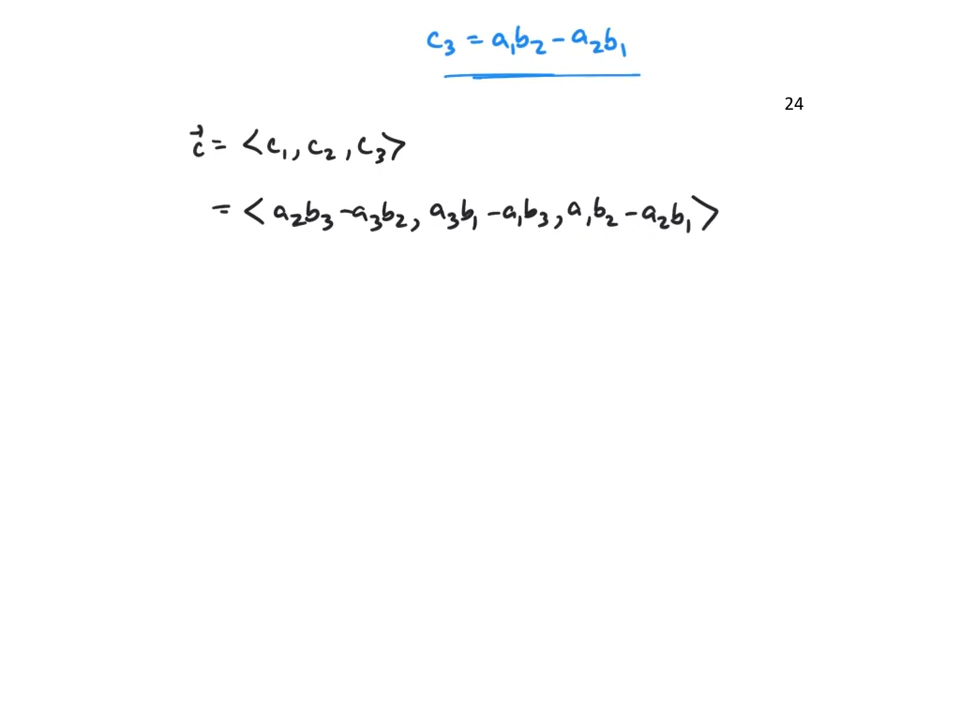 c₃ = a₁b₂ - a₂b₁
24
c⃗ = <c₁, c₂, c₃>
= <a₂b₃ - a₃b₂, a₃b₁ - a₁b₃, a₁b₂ - a₂b₁>